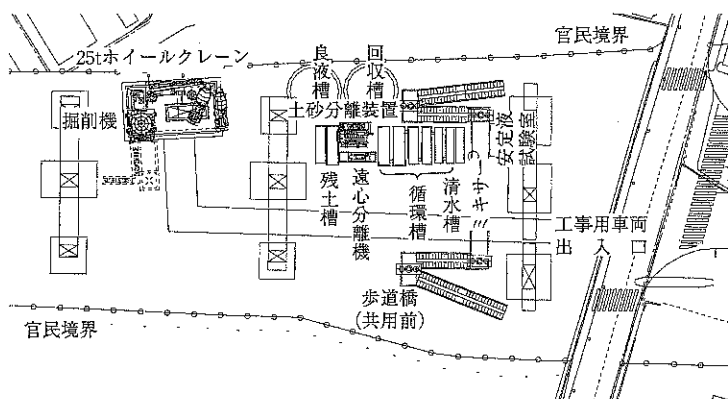 官民境界
25tホイールクレーン
良液槽
回収槽
土砂分離装置
掘削機
安定液
試験室
残土槽
遠心分離機
循環槽
清水槽
ミキサー
工事用車両
出入口
歩道橋
(共用前)
官民境界